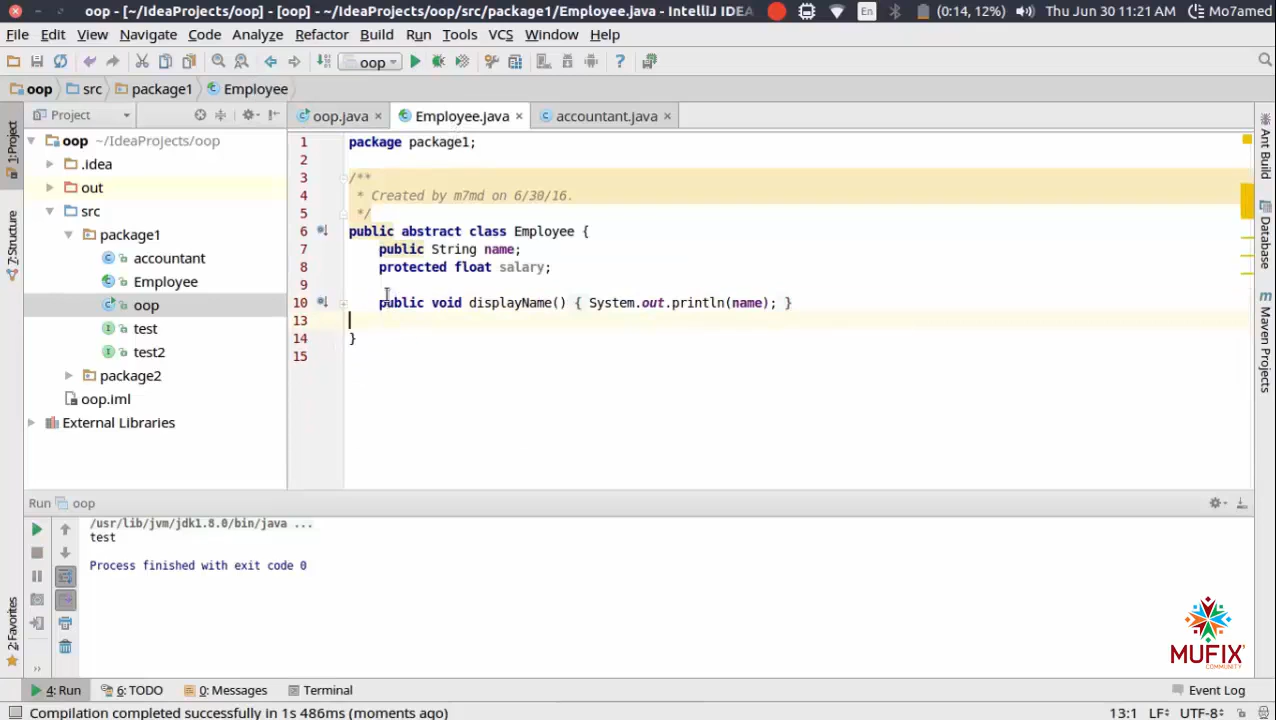 oop - [~/IdeaProjects/oop] - [oop] - ~/IdeaProjects/oop/src/package1/Employee.java - IntelliJ IDEA
En
(0:14, 12%)
Thu Jun 30 11:21 AM
Mo7amed
File Edit View Navigate Code Analyze Refactor Build Run Tools VCS Window Help
oop
oop src package1 Employee
Project
oop.java Employee.java accountant.java
1: Project
7: Structure
2: Favorites
Ant Build
Database
Maven Projects
oop ~/IdeaProjects/oop
.idea
out
src
package1
accountant
Employee
oop
test
test2
package2
oop.iml
External Libraries
1 package package1;
2
3 /**
4 * Created by m7md on 6/30/16.
5 */
6 public abstract class Employee {
7 public String name;
8 protected float salary;
9
10 public void displayName() { System.out.println(name); }
13
14 }
15
Run oop
/usr/lib/jvm/jdk1.8.0/bin/java ...
test
Process finished with exit code 0
MUFIX
COMMUNITY
4: Run 6: TODO 0: Messages Terminal Event Log
Compilation completed successfully in 1s 486ms (moments ago) 13:1 LF÷ UTF-8÷